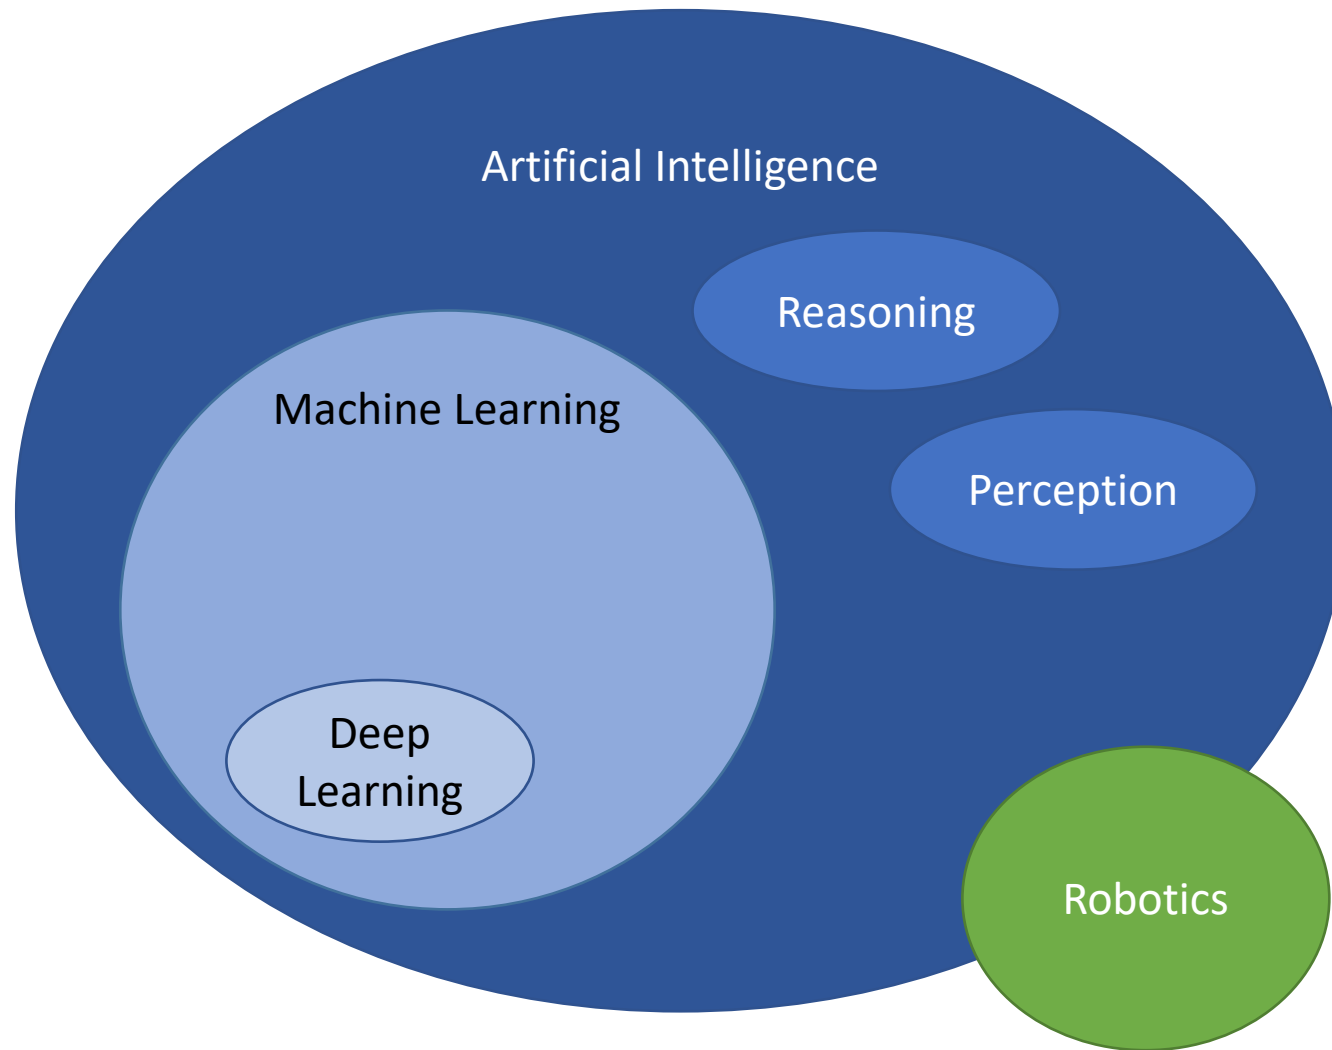 Artificial Intelligence
Reasoning
Machine Learning
Perception
Deep
Learning
Robotics